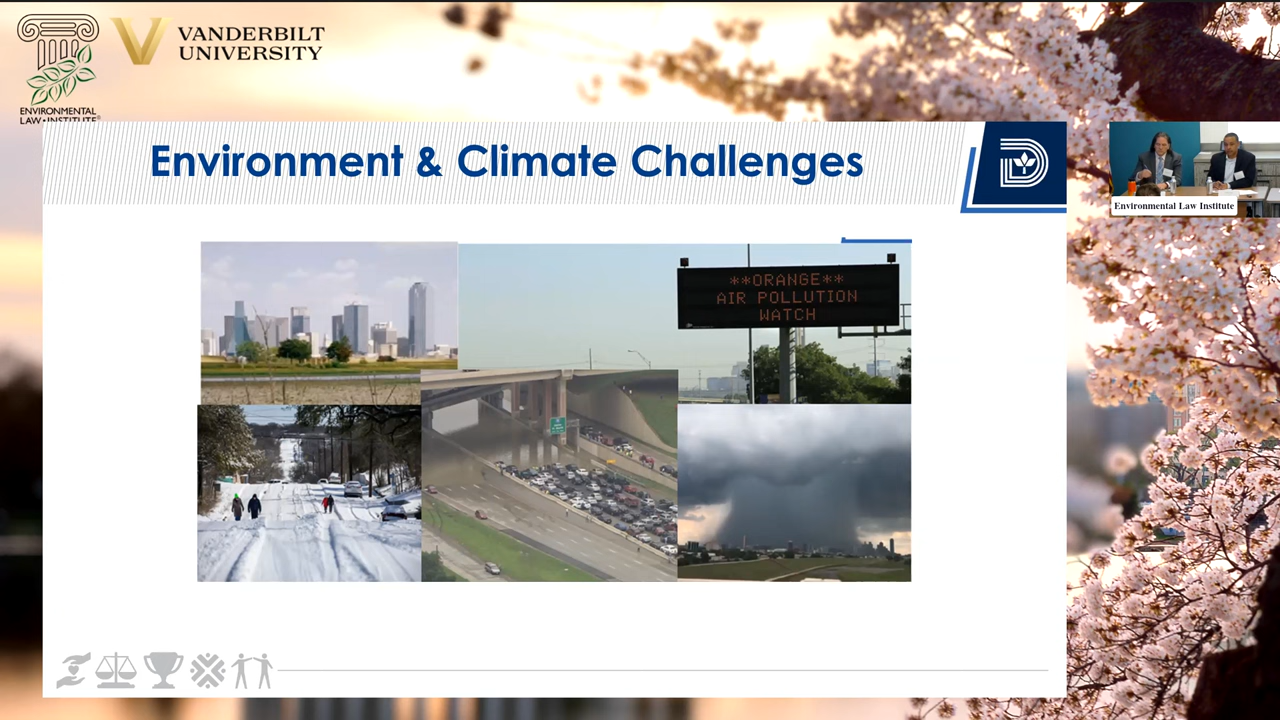 VANDERBILT
UNIVERSITY
ENVIRONMENTAL
LAW•INSTITUTE®
Environment & Climate Challenges
Environmental Law Institute
**ORANGE**
AIR POLLUTION
WATCH